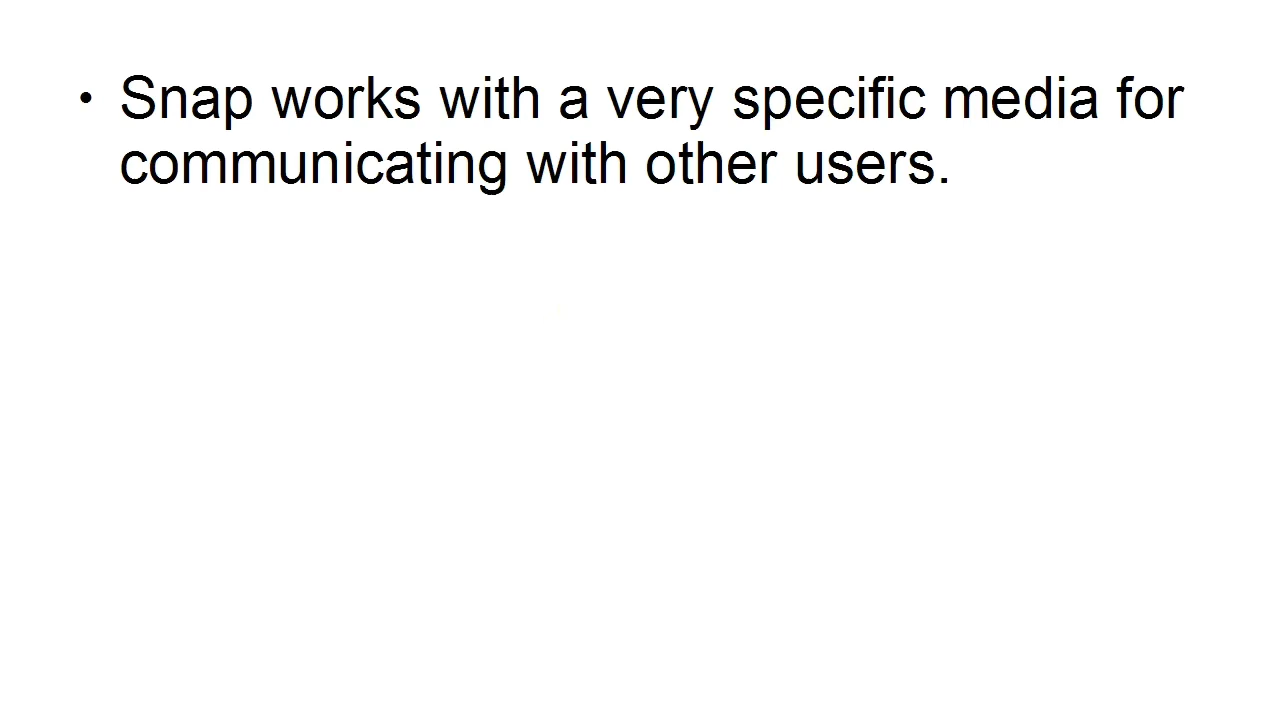 • Snap works with a very specific media for
communicating with other users.